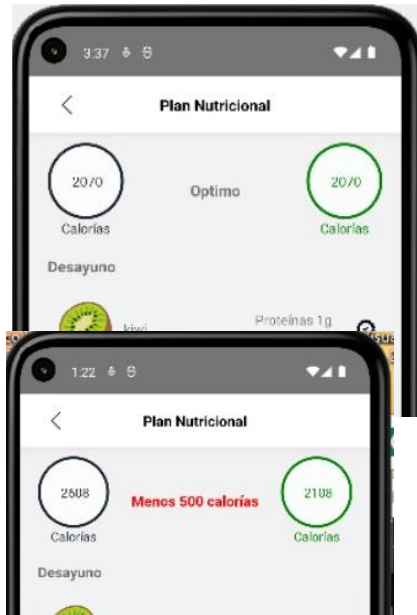 3:37
Plan Nutricional
2070
Optimo
2070
Calorías
Calorías
Desayuno
kiwi
Proteínas 1g
1:22
Plan Nutricional
2608
Menos 500 calorías
2108
Calorías
Calorías
Desayuno